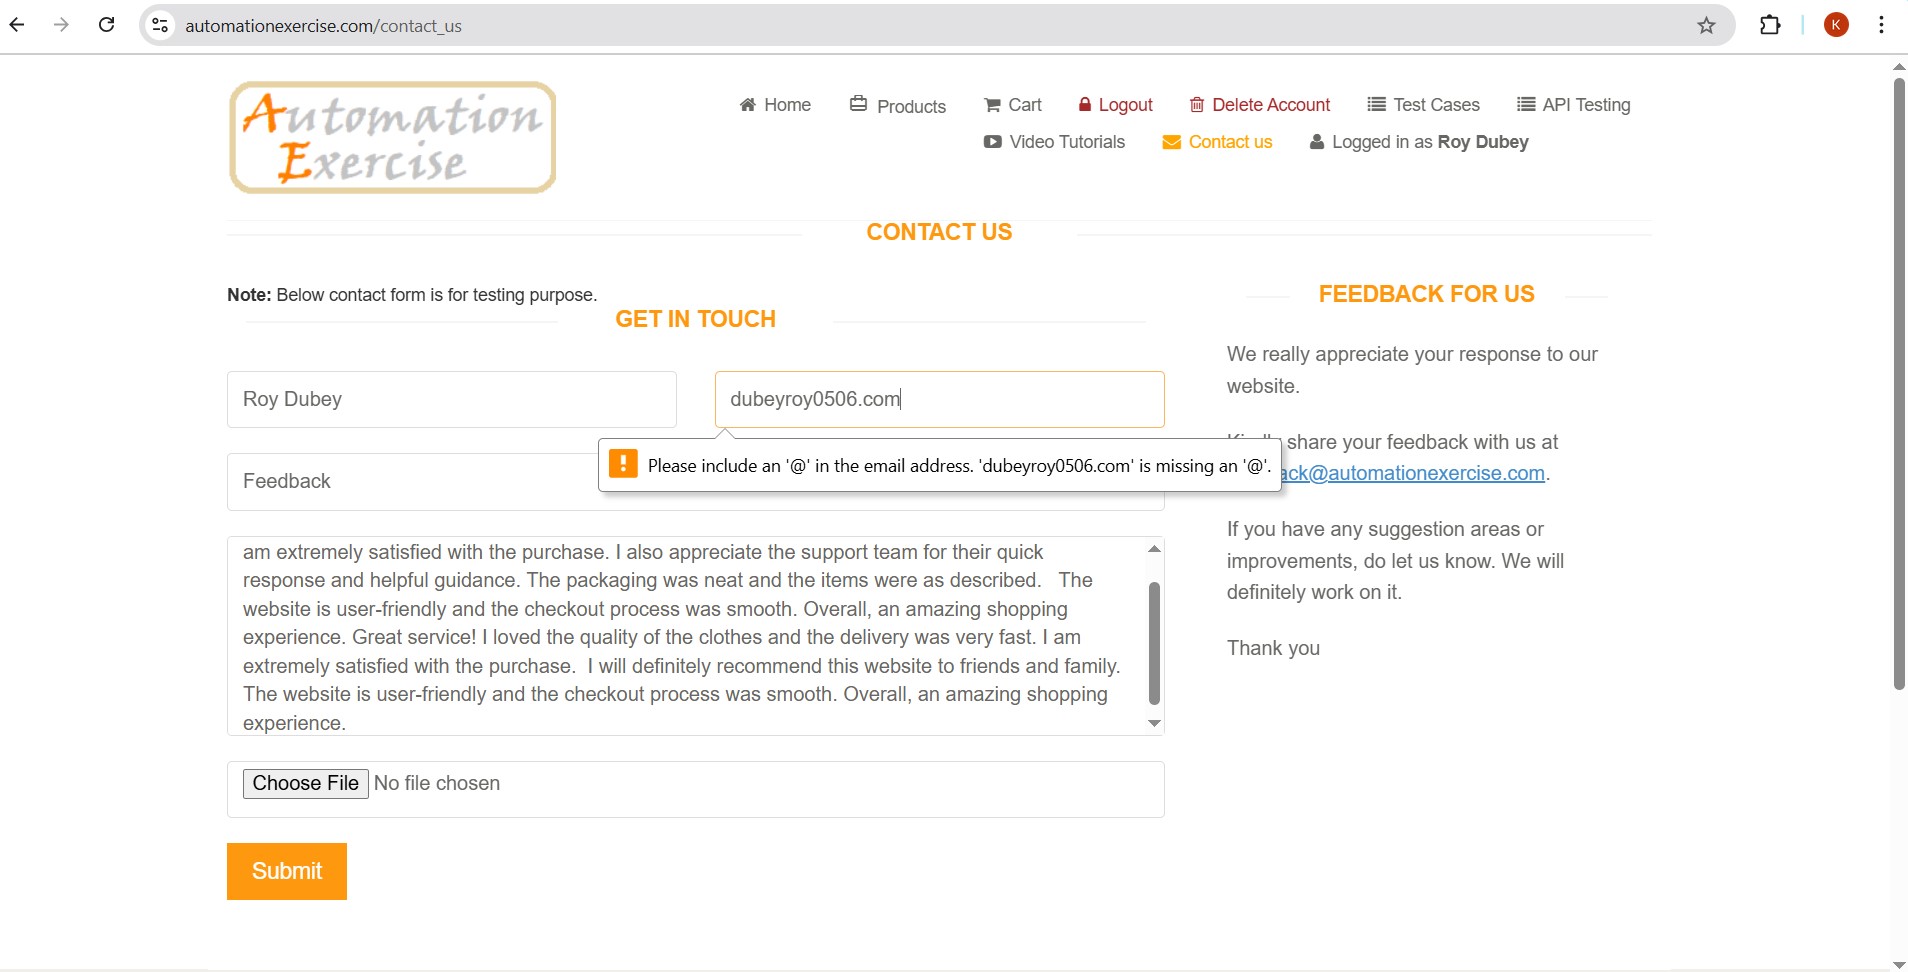 automationexercise.com/contact_us
K
Automation
Exercise
Home Products Cart Logout Delete Account Test Cases API Testing
Video Tutorials Contact us Logged in as Roy Dubey
CONTACT US
Note: Below contact form is for testing purpose.
GET IN TOUCH
Roy Dubey
dubeyroy0506.com
Please include an '@' in the email address. 'dubeyroy0506.com' is missing an '@'.
Feedback
am extremely satisfied with the purchase. I also appreciate the support team for their quick
response and helpful guidance. The packaging was neat and the items were as described.   The
website is user-friendly and the checkout process was smooth. Overall, an amazing shopping
experience. Great service! I loved the quality of the clothes and the delivery was very fast. I am
extremely satisfied with the purchase.  I will definitely recommend this website to friends and family.
The website is user-friendly and the checkout process was smooth. Overall, an amazing shopping
experience.
Choose File No file chosen
Submit
FEEDBACK FOR US
We really appreciate your response to our
website.
share your feedback with us at
ack@automationexercise.com.
If you have any suggestion areas or
improvements, do let us know. We will
definitely work on it.
Thank you